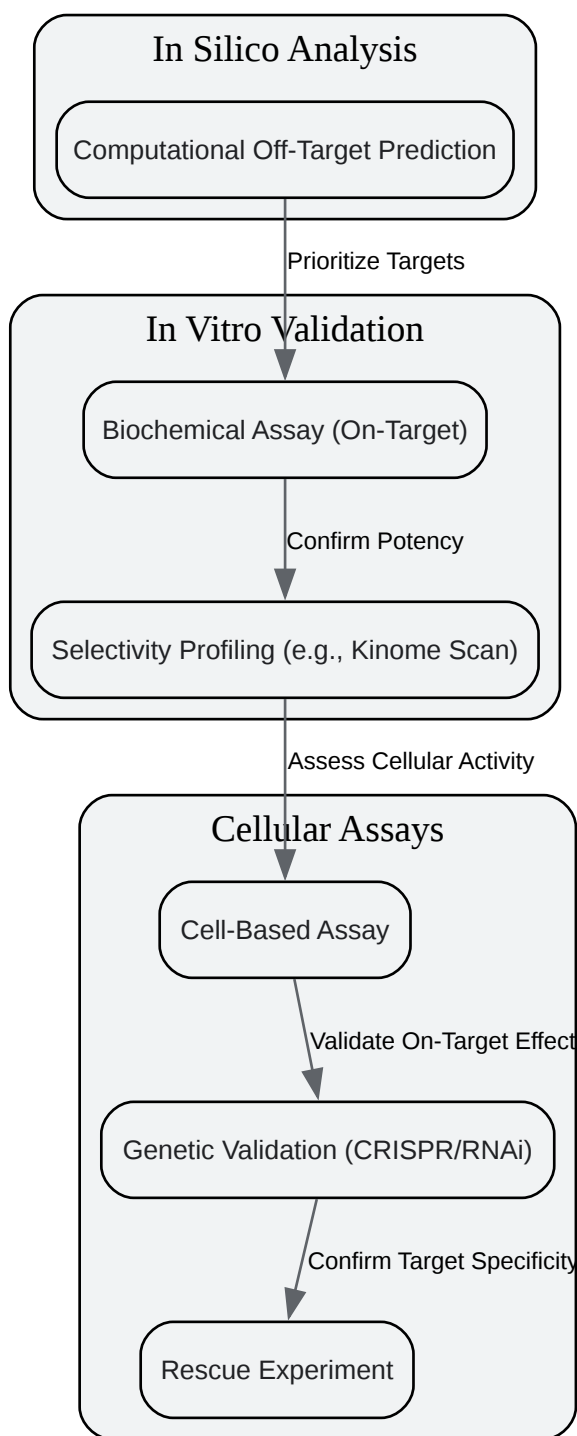 In Silico Analysis
Computational Off-Target Prediction
Prioritize Targets
In Vitro Validation
Biochemical Assay (On-Target)
Confirm Potency
Selectivity Profiling (e.g., Kinome Scan)
Assess Cellular Activity
Cellular Assays
Cell-Based Assay
Validate On-Target Effect
Genetic Validation (CRISPR/RNAi)
Confirm Target Specificity
Rescue Experiment